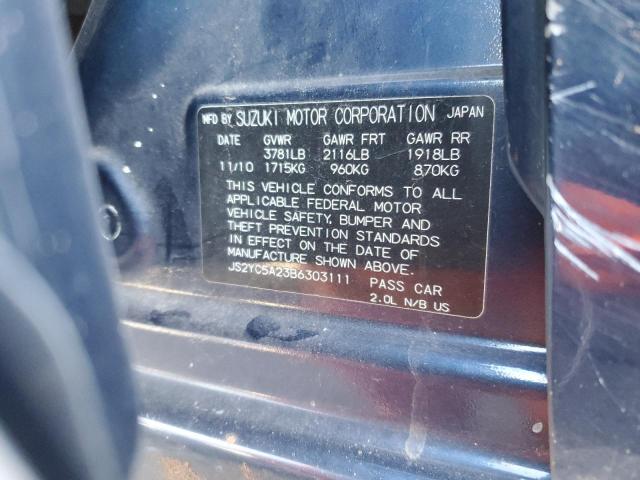 MFD BY SUZUKI MOTOR CORPORATION JAPAN
DATE GVWR GAWR FRT GAWR RR
3781LB 2116LB 1918LB
11/10 1715KG 960KG 870KG
THIS VEHICLE CONFORMS TO ALL
APPLICABLE FEDERAL MOTOR
VEHICLE SAFETY, BUMPER AND
THEFT PREVENTION STANDARDS
IN EFFECT ON THE DATE OF
MANUFACTURE SHOWN ABOVE.
JS2YC5A23B6303111 PASS CAR
2.0L N/B US